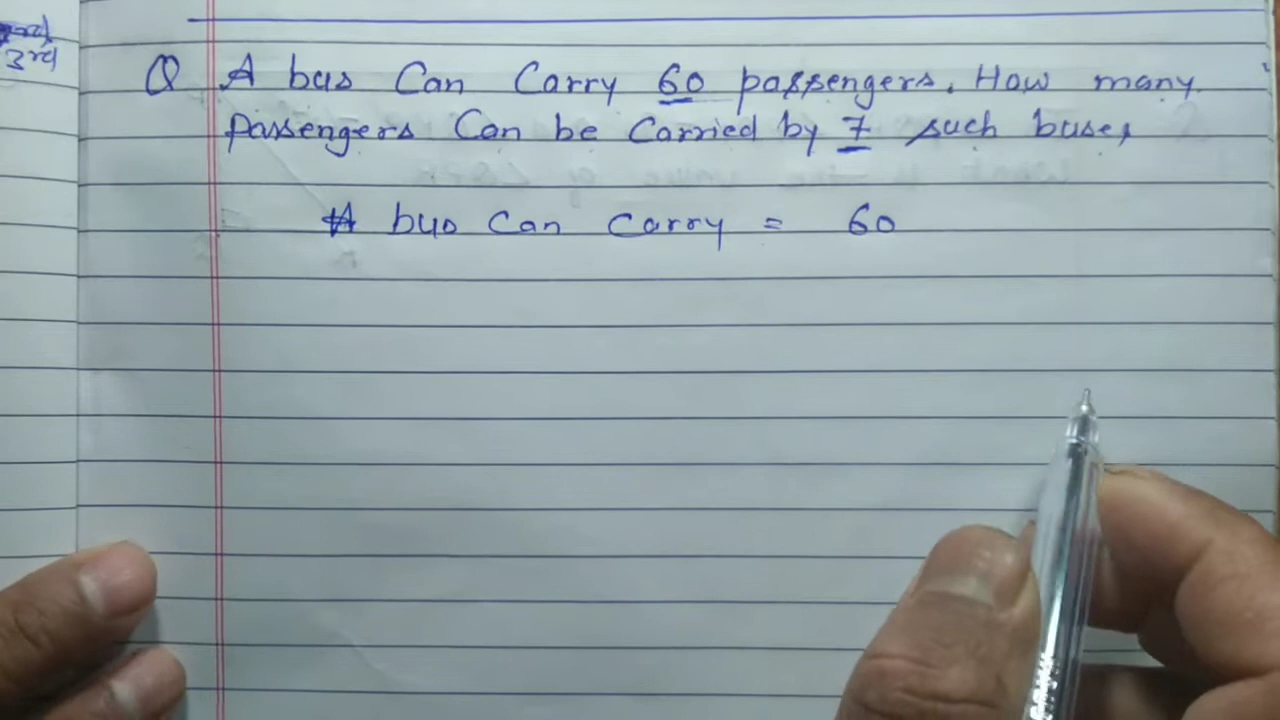 3rd
Q A bus Can Carry 60 passengers. How many
passengers Can be Carried by 7 such buses
A bus Can Carry = 60